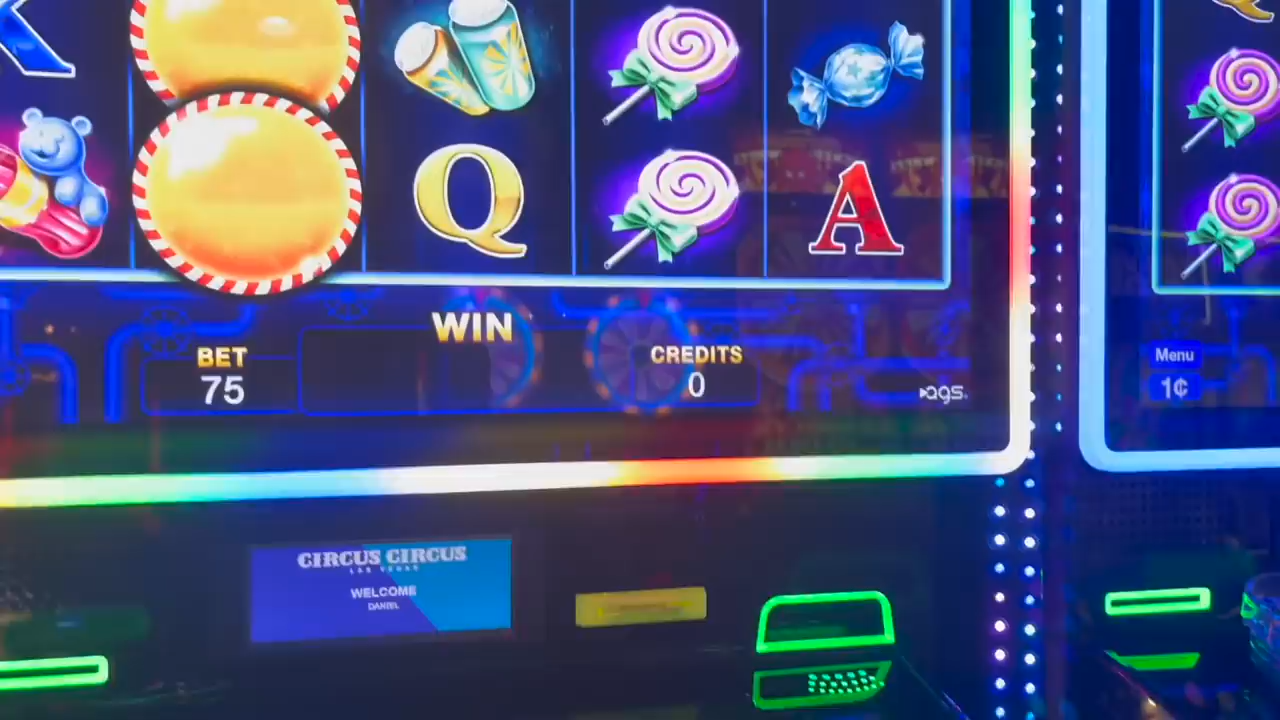 K
Q
A
WIN
BET
75
CREDITS
0
ags
Menu
1¢
CIRCUS CIRCUS
LAS VEGAS
WELCOME
DANIEL